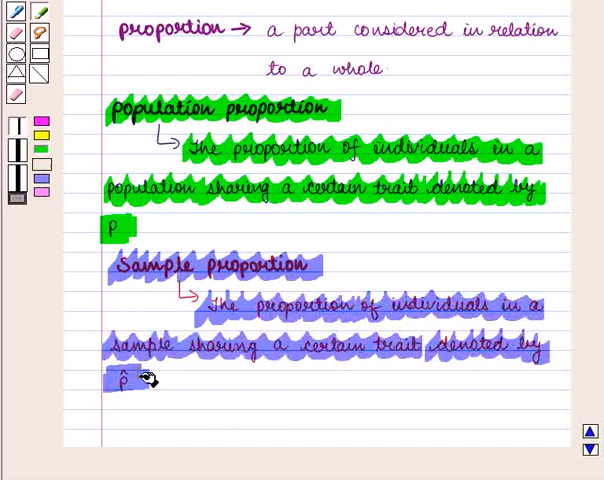 proportion → a part considered in relation
to a whole.
population proportion
The proportion of individuals in a
population sharing a certain trait denoted by
p
Sample proportion
The proportion of individuals in a
sample sharing a certain trait denoted by
p̂